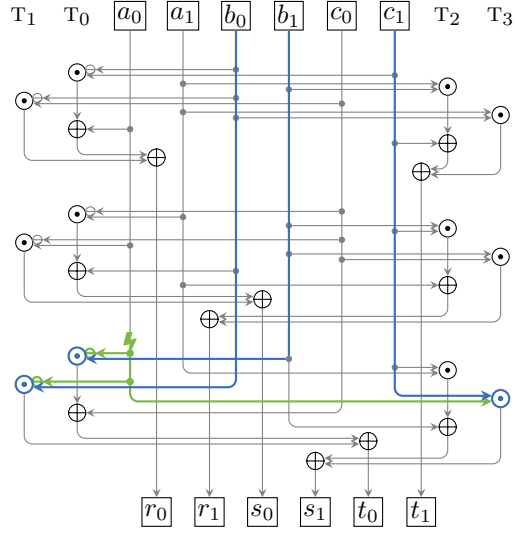 T₁ T₀ a₀ a₁ b₀ b₁ c₀ c₁ T₂ T₃
r₀ r₁ s₀ s₁ t₀ t₁